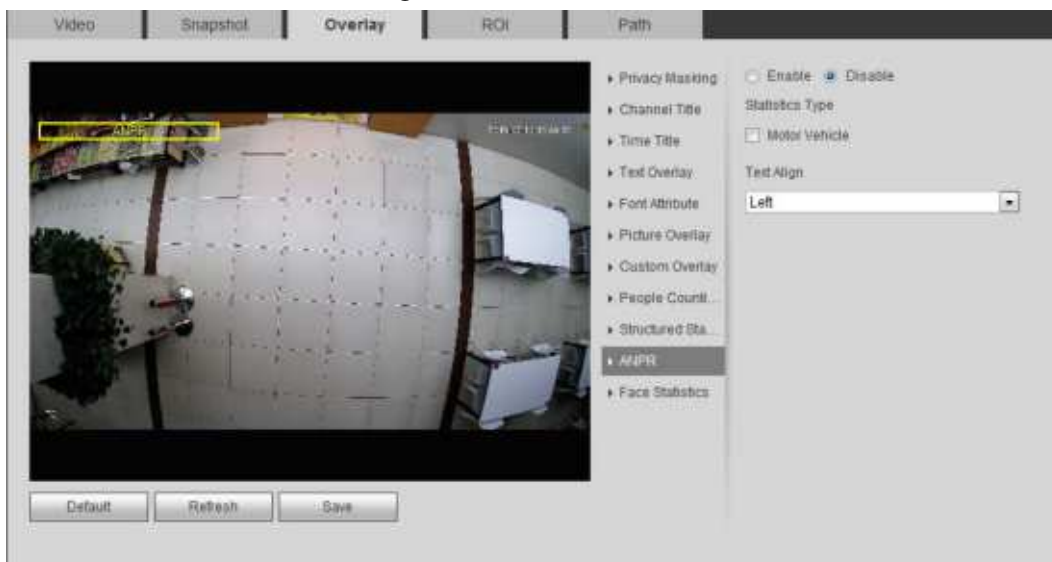 Video Snapshot Overlay ROI Path
Privacy Masking
Channel Title
Time Title
Text Overlay
Font Attribute
Picture Overlay
Custom Overlay
People Counti...
Structured Sta...
ANPR
Face Statistics
Enable Disable
Statistics Type
Motor Vehicle
Text Align
Left
ANPR
Default Refresh Save